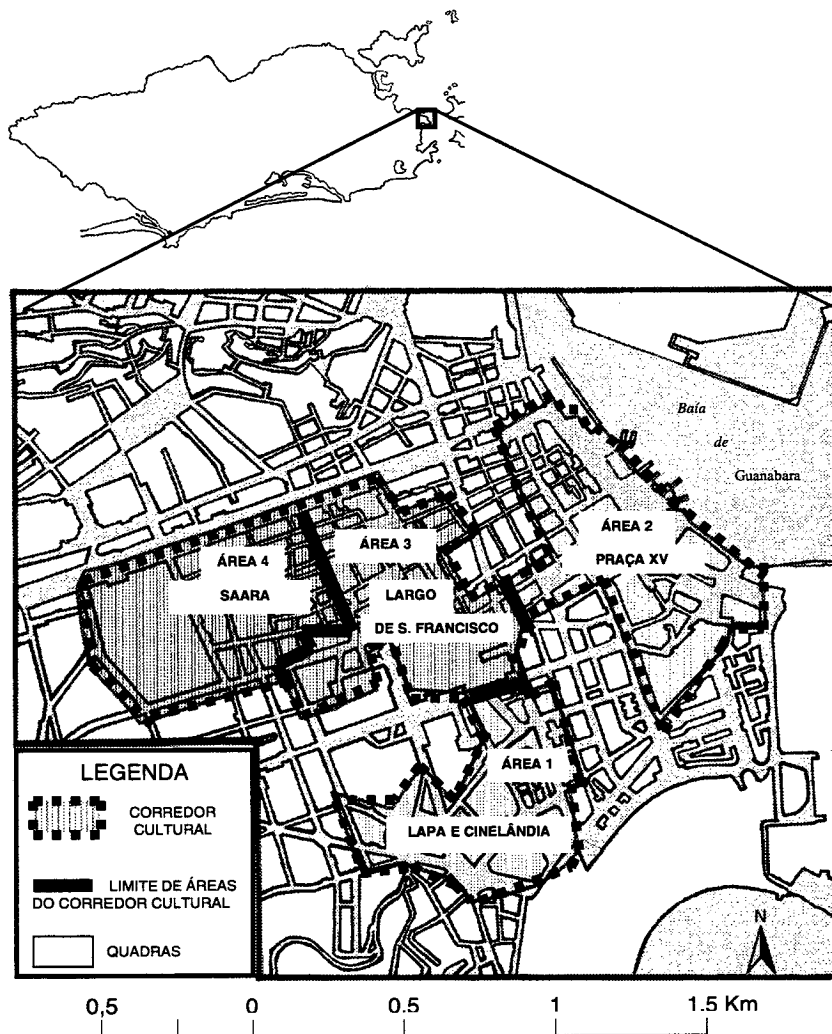 Baía
de
Guanabara
ÁREA 2
PRAÇA XV
ÁREA 3
LARGO
DE S. FRANCISCO
ÁREA 4
SAARA
ÁREA 1
LAPA E CINELÂNDIA
LEGENDA
CORREDOR
CULTURAL
LIMITE DE ÁREAS
DO CORREDOR CULTURAL
QUADRAS
N
0,5 0 0.5 1 1.5 Km